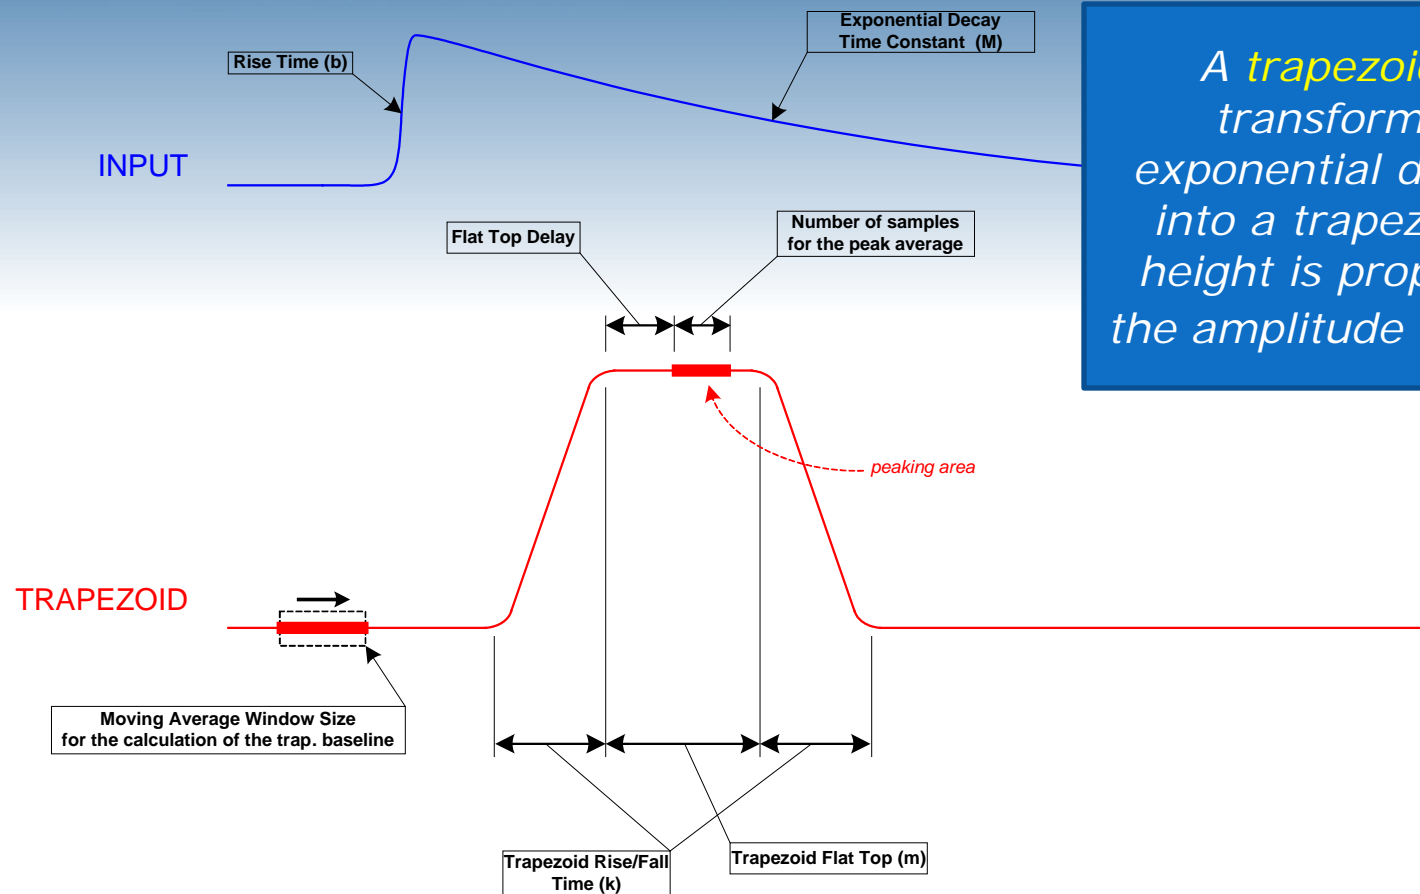 Exponential Decay
Time Constant (M)
Rise Time (b)
INPUT
A trapezoi
transform
exponential d
into a trapez
height is prop
the amplitude
Flat Top Delay
Number of samples
for the peak average
peaking area
TRAPEZOID
Moving Average Window Size
for the calculation of the trap. baseline
Trapezoid Rise/Fall
Time (k)
Trapezoid Flat Top (m)